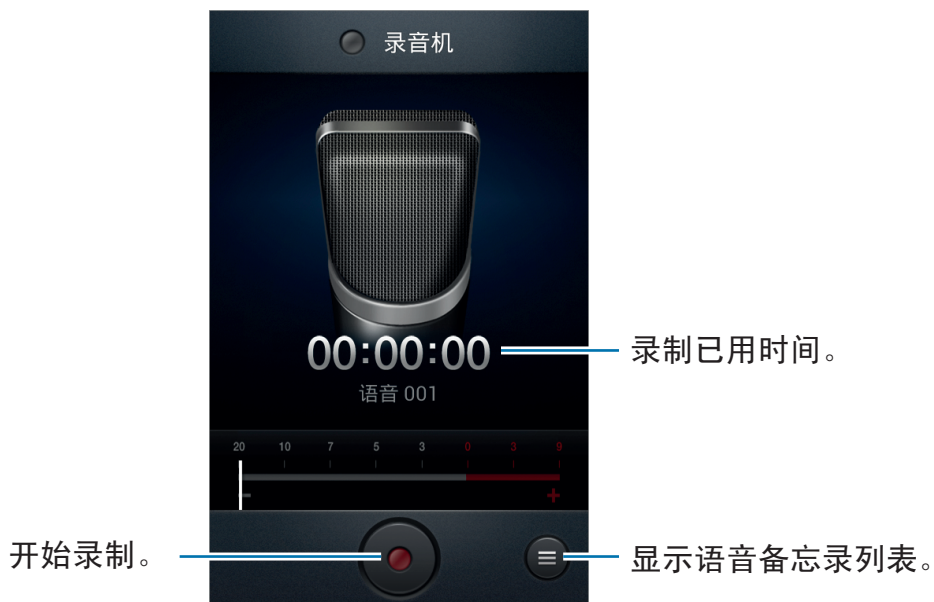 录音机
00:00:00
录制已用时间。
语音 001
20 10 7 5 3 0 3 9
- +
开始录制。
显示语音备忘录列表。